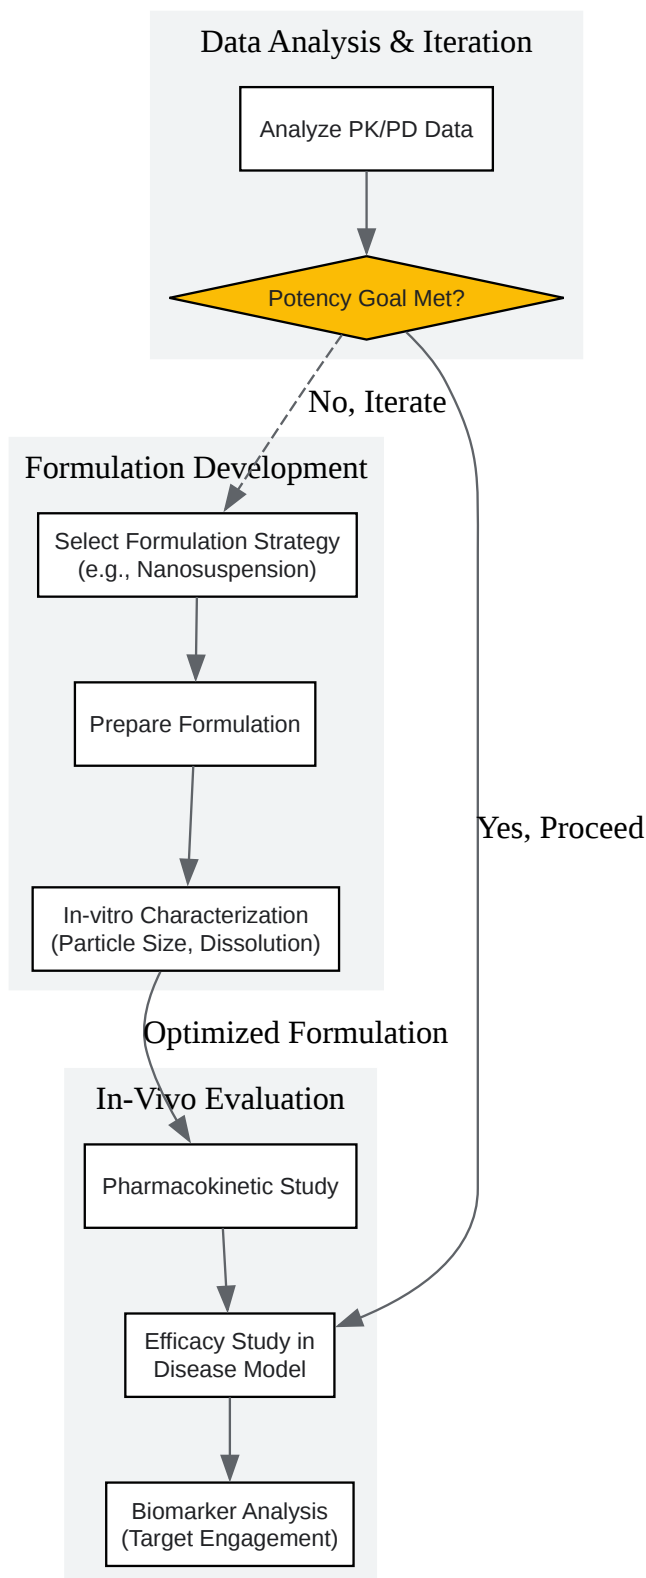 Data Analysis & Iteration
Analyze PK/PD Data
Potency Goal Met?
No, Iterate
Formulation Development
Select Formulation Strategy
(e.g., Nanosuspension)
Prepare Formulation
Yes, Proceed
In-vitro Characterization
(Particle Size, Dissolution)
Optimized Formulation
In-Vivo Evaluation
Pharmacokinetic Study
Efficacy Study in
Disease Model
Biomarker Analysis
(Target Engagement)